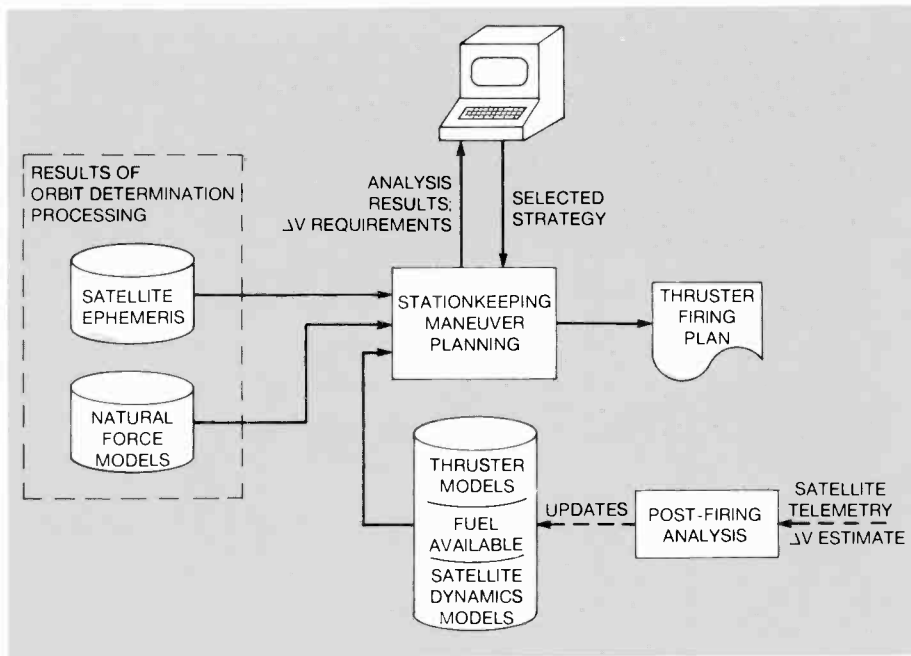 RESULTS OF
ORBIT DETERMINATION
PROCESSING
SATELLITE
EPHEMERIS
NATURAL
FORCE
MODELS
ANALYSIS
RESULTS;
ΔV REQUIREMENTS
SELECTED
STRATEGY
STATIONKEEPING
MANEUVER
PLANNING
THRUSTER
FIRING
PLAN
THRUSTER
MODELS
FUEL
AVAILABLE
SATELLITE
DYNAMICS
MODELS
UPDATES
POST-FIRING
ANALYSIS
SATELLITE
TELEMETRY
ΔV ESTIMATE